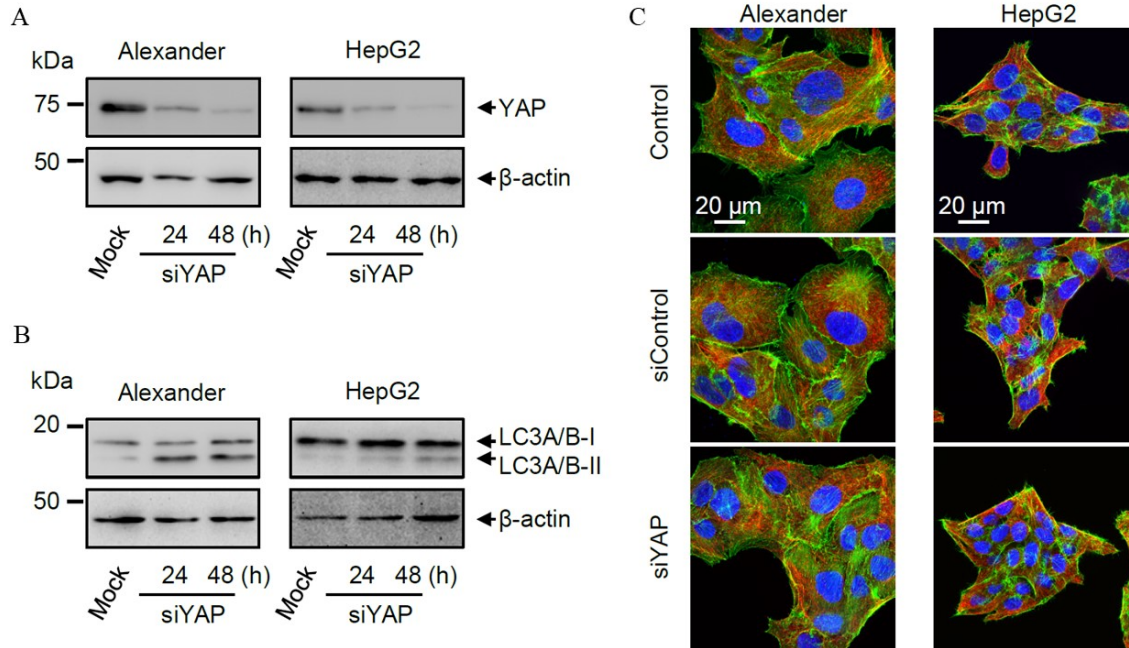 A
Alexander
HepG2
kDa
75
50
YAP
β-actin
Mock
24
48
(h)
siYAP
Mock
24
48
(h)
siYAP
B
Alexander
HepG2
kDa
20
50
LC3A/B-I
LC3A/B-II
β-actin
Mock
24
48
(h)
siYAP
Mock
24
48
(h)
siYAP
C
Alexander
HepG2
Control
20 µm
20 µm
siControl
siYAP